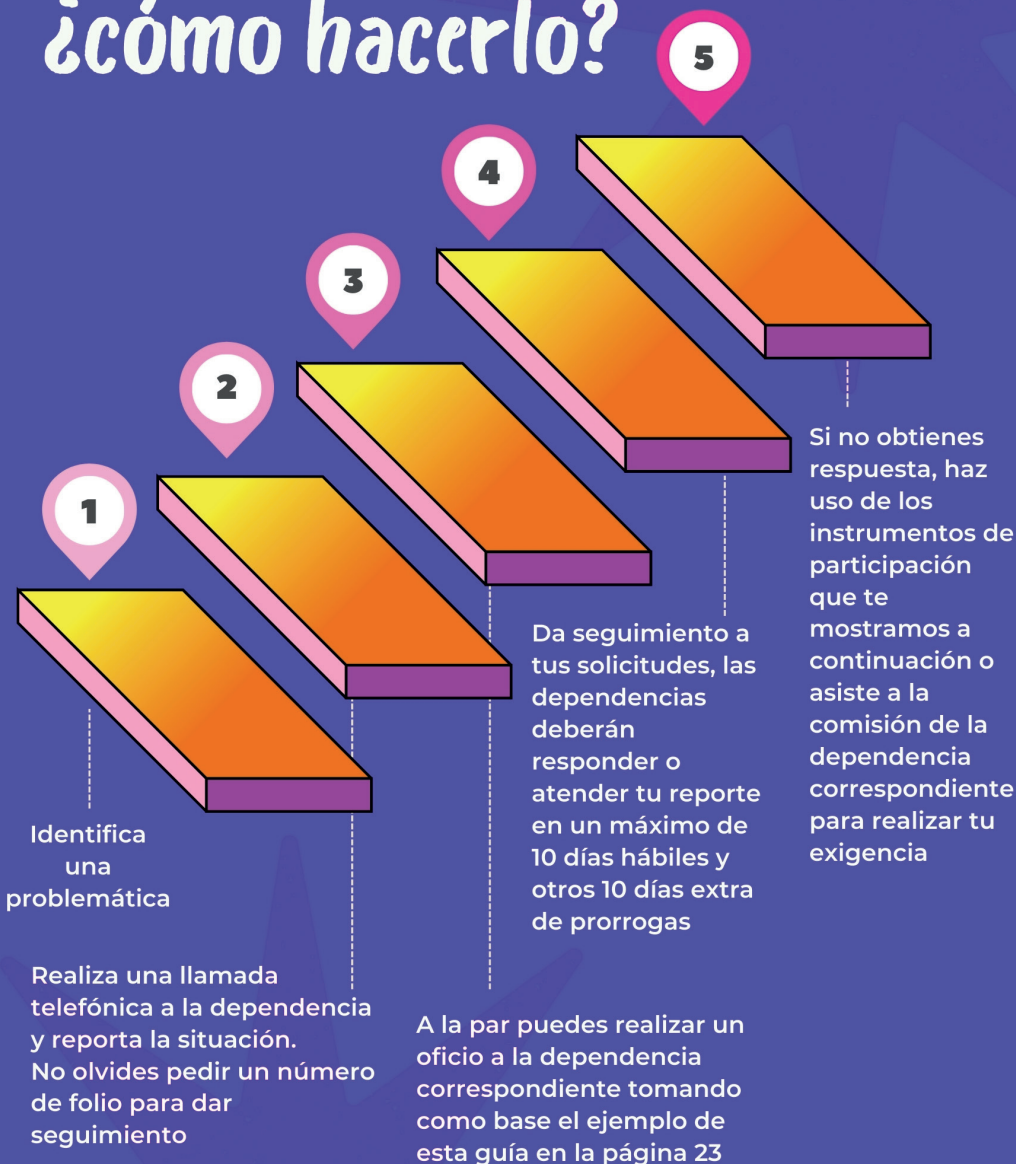 ¿cómo hacerlo?
1
Identifica
una
problemática
2
Realiza una llamada
telefónica a la dependencia
y reporta la situación.
No olvides pedir un número
de folio para dar
seguimiento
3
A la par puedes realizar un
oficio a la dependencia
correspondiente tomando
como base el ejemplo de
esta guía en la página 23
4
Da seguimiento a
tus solicitudes, las
dependencias
deberán
responder o
atender tu reporte
en un máximo de
10 días hábiles y
otros 10 días extra
de prorrogas
5
Si no obtienes
respuesta, haz
uso de los
instrumentos de
participación
que te
mostramos a
continuación o
asiste a la
comisión de la
dependencia
correspondiente
para realizar tu
exigencia